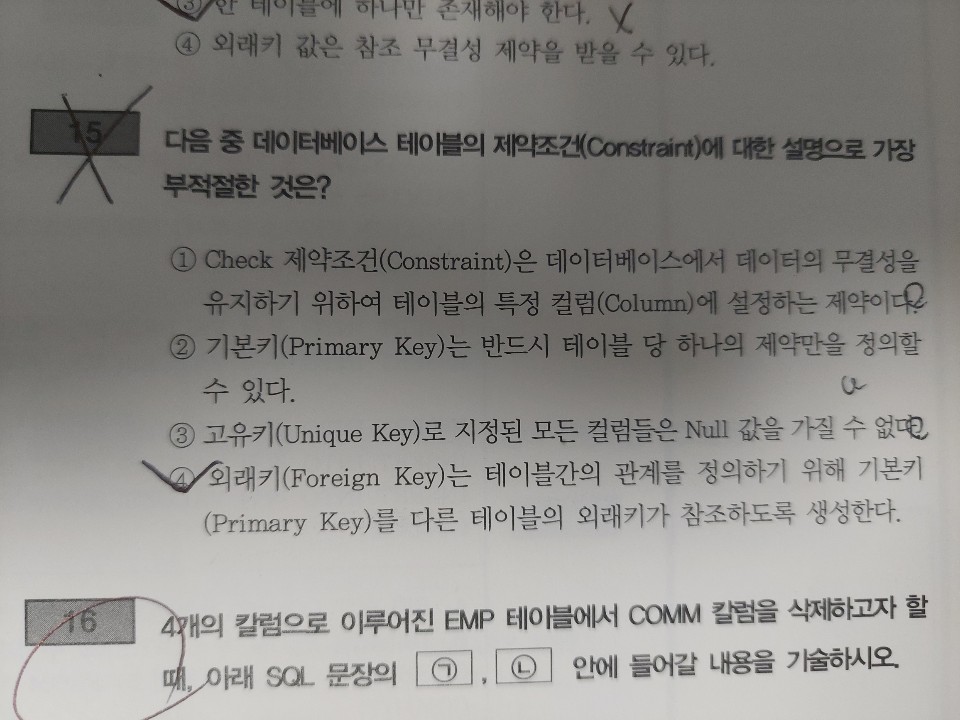 ③ 한 테이블에 하나만 존재해야 한다.
④ 외래키 값은 참조 무결성 제약을 받을 수 있다.
15
다음 중 데이터베이스 테이블의 제약조건(Constraint)에 대한 설명으로 가장
부적절한 것은?
① Check 제약조건(Constraint)은 데이터베이스에서 데이터의 무결성을
유지하기 위하여 테이블의 특정 컬럼(Column)에 설정하는 제약이다.
② 기본키(Primary Key)는 반드시 테이블 당 하나의 제약만을 정의할
수 있다.
③ 고유키(Unique Key)로 지정된 모든 컬럼들은 Null 값을 가질 수 없다.
④ 외래키(Foreign Key)는 테이블간의 관계를 정의하기 위해 기본키
(Primary Key)를 다른 테이블의 외래키가 참조하도록 생성한다.
16
4개의 칼럼으로 이루어진 EMP 테이블에서 COMM 칼럼을 삭제하고자 할
때, 아래 SQL 문장의 ㉠, ㉡ 안에 들어갈 내용을 기술하시오.